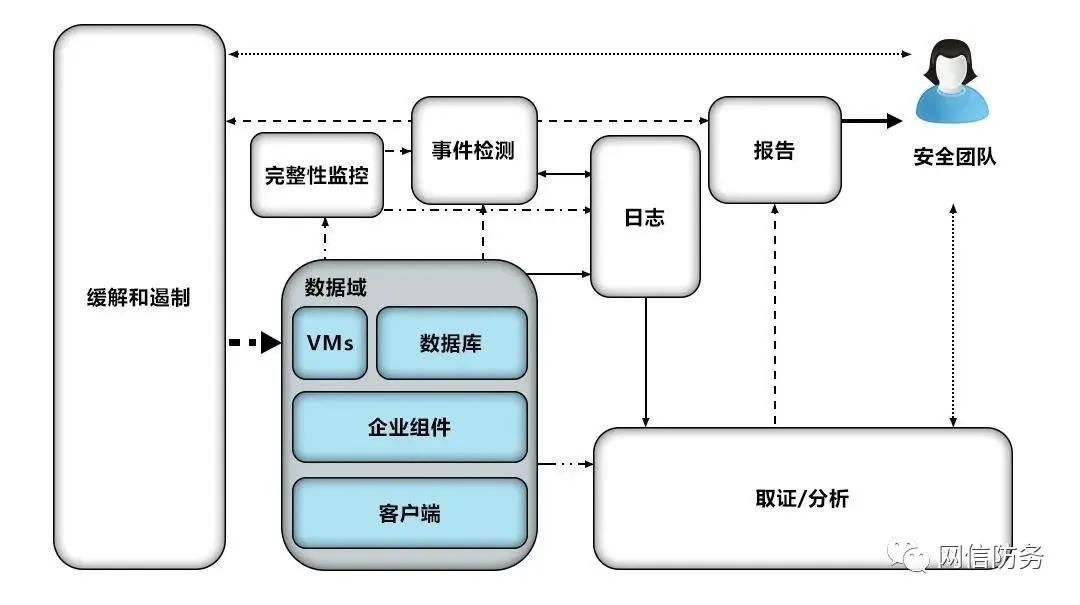 事件检测
报告
安全团队
完整性监控
日志
缓解和遏制
数据域
VMs
数据库
企业组件
客户端
取证/分析
网信防务